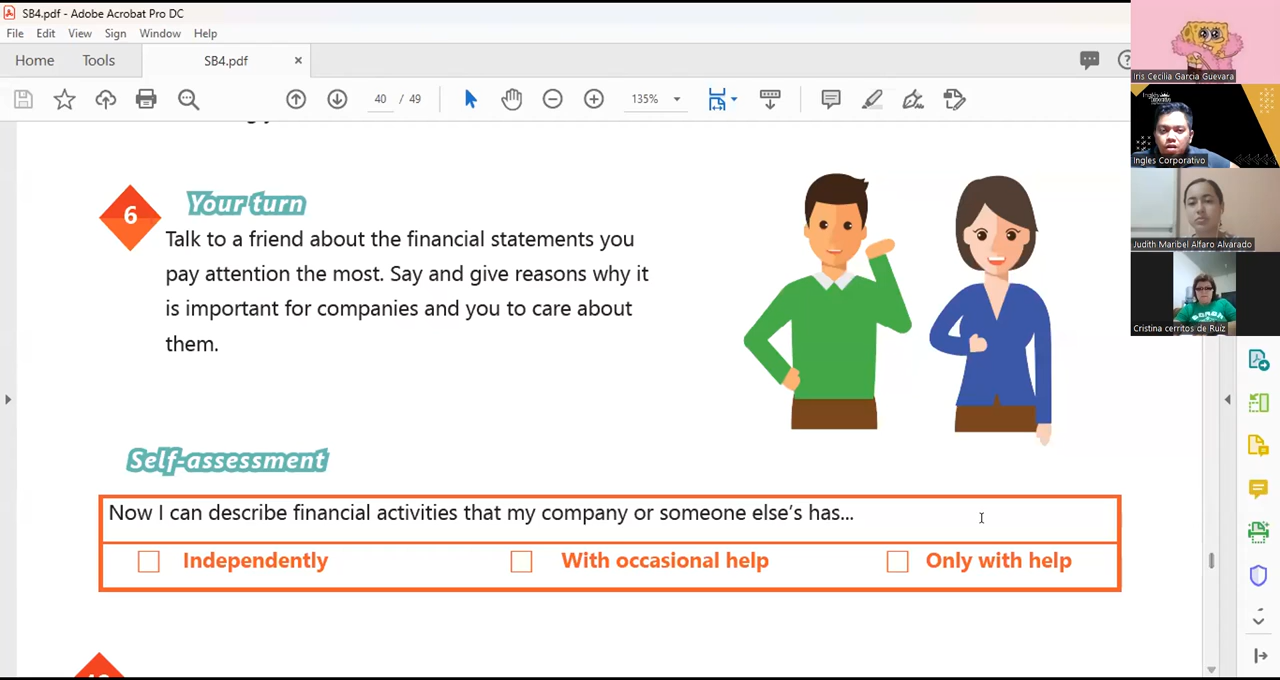 SB4.pdf - Adobe Acrobat Pro DC
File Edit View Sign Window Help
Home Tools SB4.pdf ×
40 / 49 135%
6 Your turn
Talk to a friend about the financial statements you
pay attention the most. Say and give reasons why it
is important for companies and you to care about
them.
Self-assessment
Now I can describe financial activities that my company or someone else's has...
Independently With occasional help Only with help
Iris Cecilia Garcia Guevara
Ingles Corporativo
Judith Maribel Alfaro Alvarado
Cristina cerritos de Ruiz